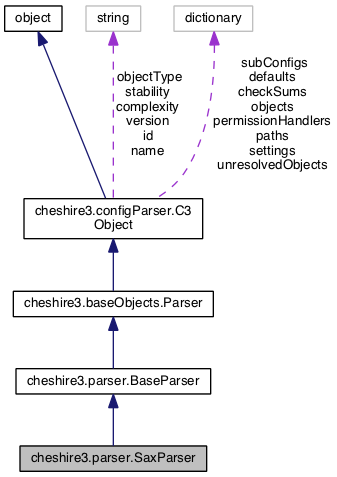 object
string
dictionary
objectType
stability
complexity
version
id
name
subConfigs
defaults
checkSums
objects
permissionHandlers
paths
settings
unresolvedObjects
cheshire3.configParser.C3
Object
cheshire3.baseObjects.Parser
cheshire3.parser.BaseParser
cheshire3.parser.SaxParser